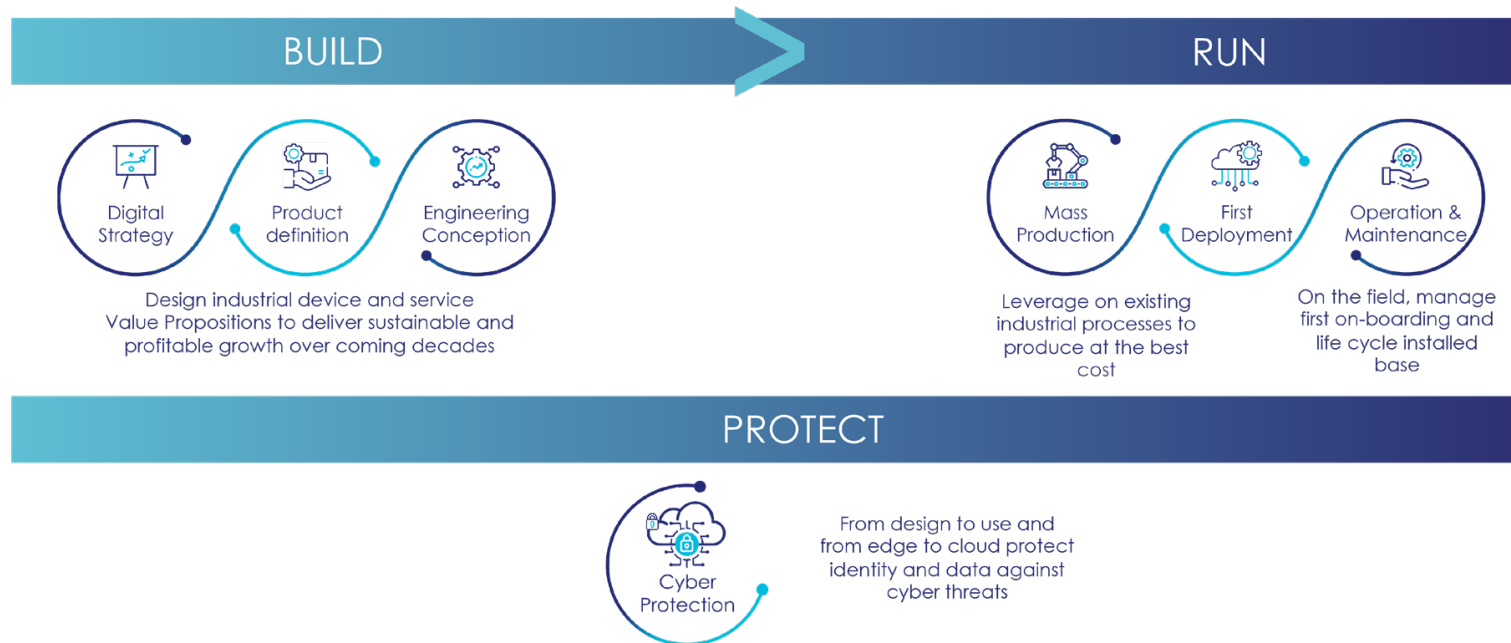 BUILD
RUN
Digital
Strategy
Product
definition
Engineering
Conception
Design industrial device and service
Value Propositions to deliver sustainable and
profitable growth over coming decades
Mass
Production
First
Deployment
Operation &
Maintenance
Leverage on existing
industrial processes to
produce at the best
cost
On the field, manage
first on-boarding and
life cycle installed
base
PROTECT
Cyber
Protection
From design to use and
from edge to cloud protect
identity and data against
cyber threats